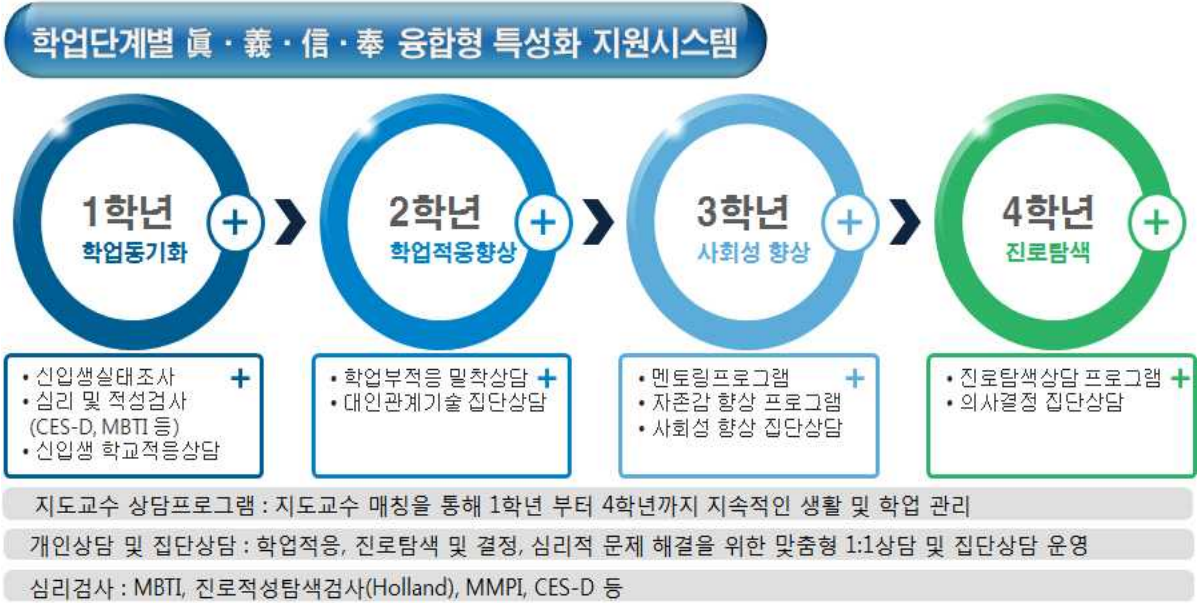 학업단계별 眞·義·信·奉 융합형 특성화 지원시스템
1학년
학업동기화
2학년
학업적응향상
3학년
사회성 향상
4학년
진로탐색
• 신입생실태조사
• 심리 및 적성검사
(CES-D, MBTI 등)
• 신입생 학교적응상담
• 학업부적응 밀착상담
• 대인관계기술 집단상담
• 멘토링프로그램
• 자존감 향상 프로그램
• 사회성 향상 집단상담
• 진로탐색상담 프로그램
• 의사결정 집단상담
지도교수 상담프로그램 : 지도교수 매칭을 통해 1학년 부터 4학년까지 지속적인 생활 및 학업 관리
개인상담 및 집단상담 : 학업적응, 진로탐색 및 결정, 심리적 문제 해결을 위한 맞춤형 1:1상담 및 집단상담 운영
심리검사 : MBTI, 진로적성탐색검사(Holland), MMPI, CES-D 등